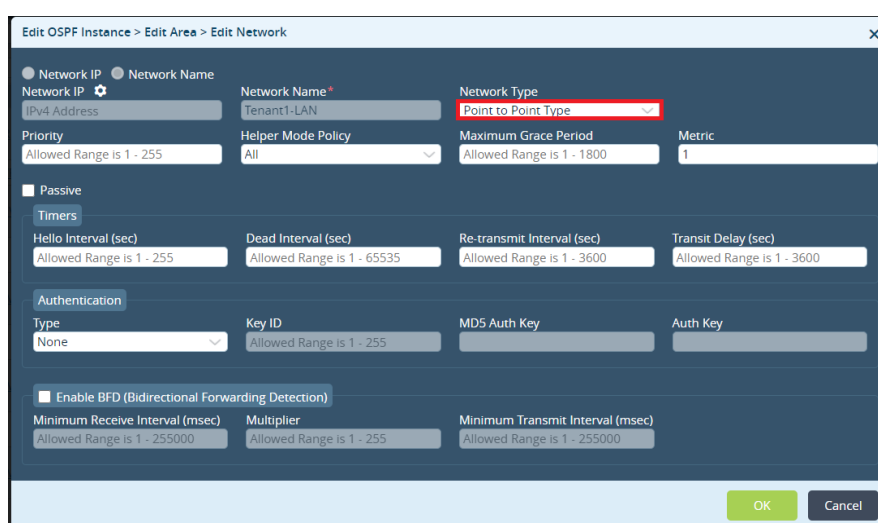 Edit OSPF Instance > Edit Area > Edit Network
Network IP Network Name
Network IP Network Name* Network Type
IPv4 Address Tenant1-LAN Point to Point Type
Priority Helper Mode Policy Maximum Grace Period Metric
Allowed Range is 1 - 255 All Allowed Range is 1 - 1800 1
Passive
Timers
Hello Interval (sec) Dead Interval (sec) Re-transmit Interval (sec) Transit Delay (sec)
Allowed Range is 1 - 255 Allowed Range is 1 - 65535 Allowed Range is 1 - 3600 Allowed Range is 1 - 3600
Authentication
Type Key ID MD5 Auth Key Auth Key
None Allowed Range is 1 - 255
Enable BFD (Bidirectional Forwarding Detection)
Minimum Receive Interval (msec) Multiplier Minimum Transmit Interval (msec)
Allowed Range is 1 - 255000 Allowed Range is 1 - 255 Allowed Range is 1 - 255000
OK Cancel